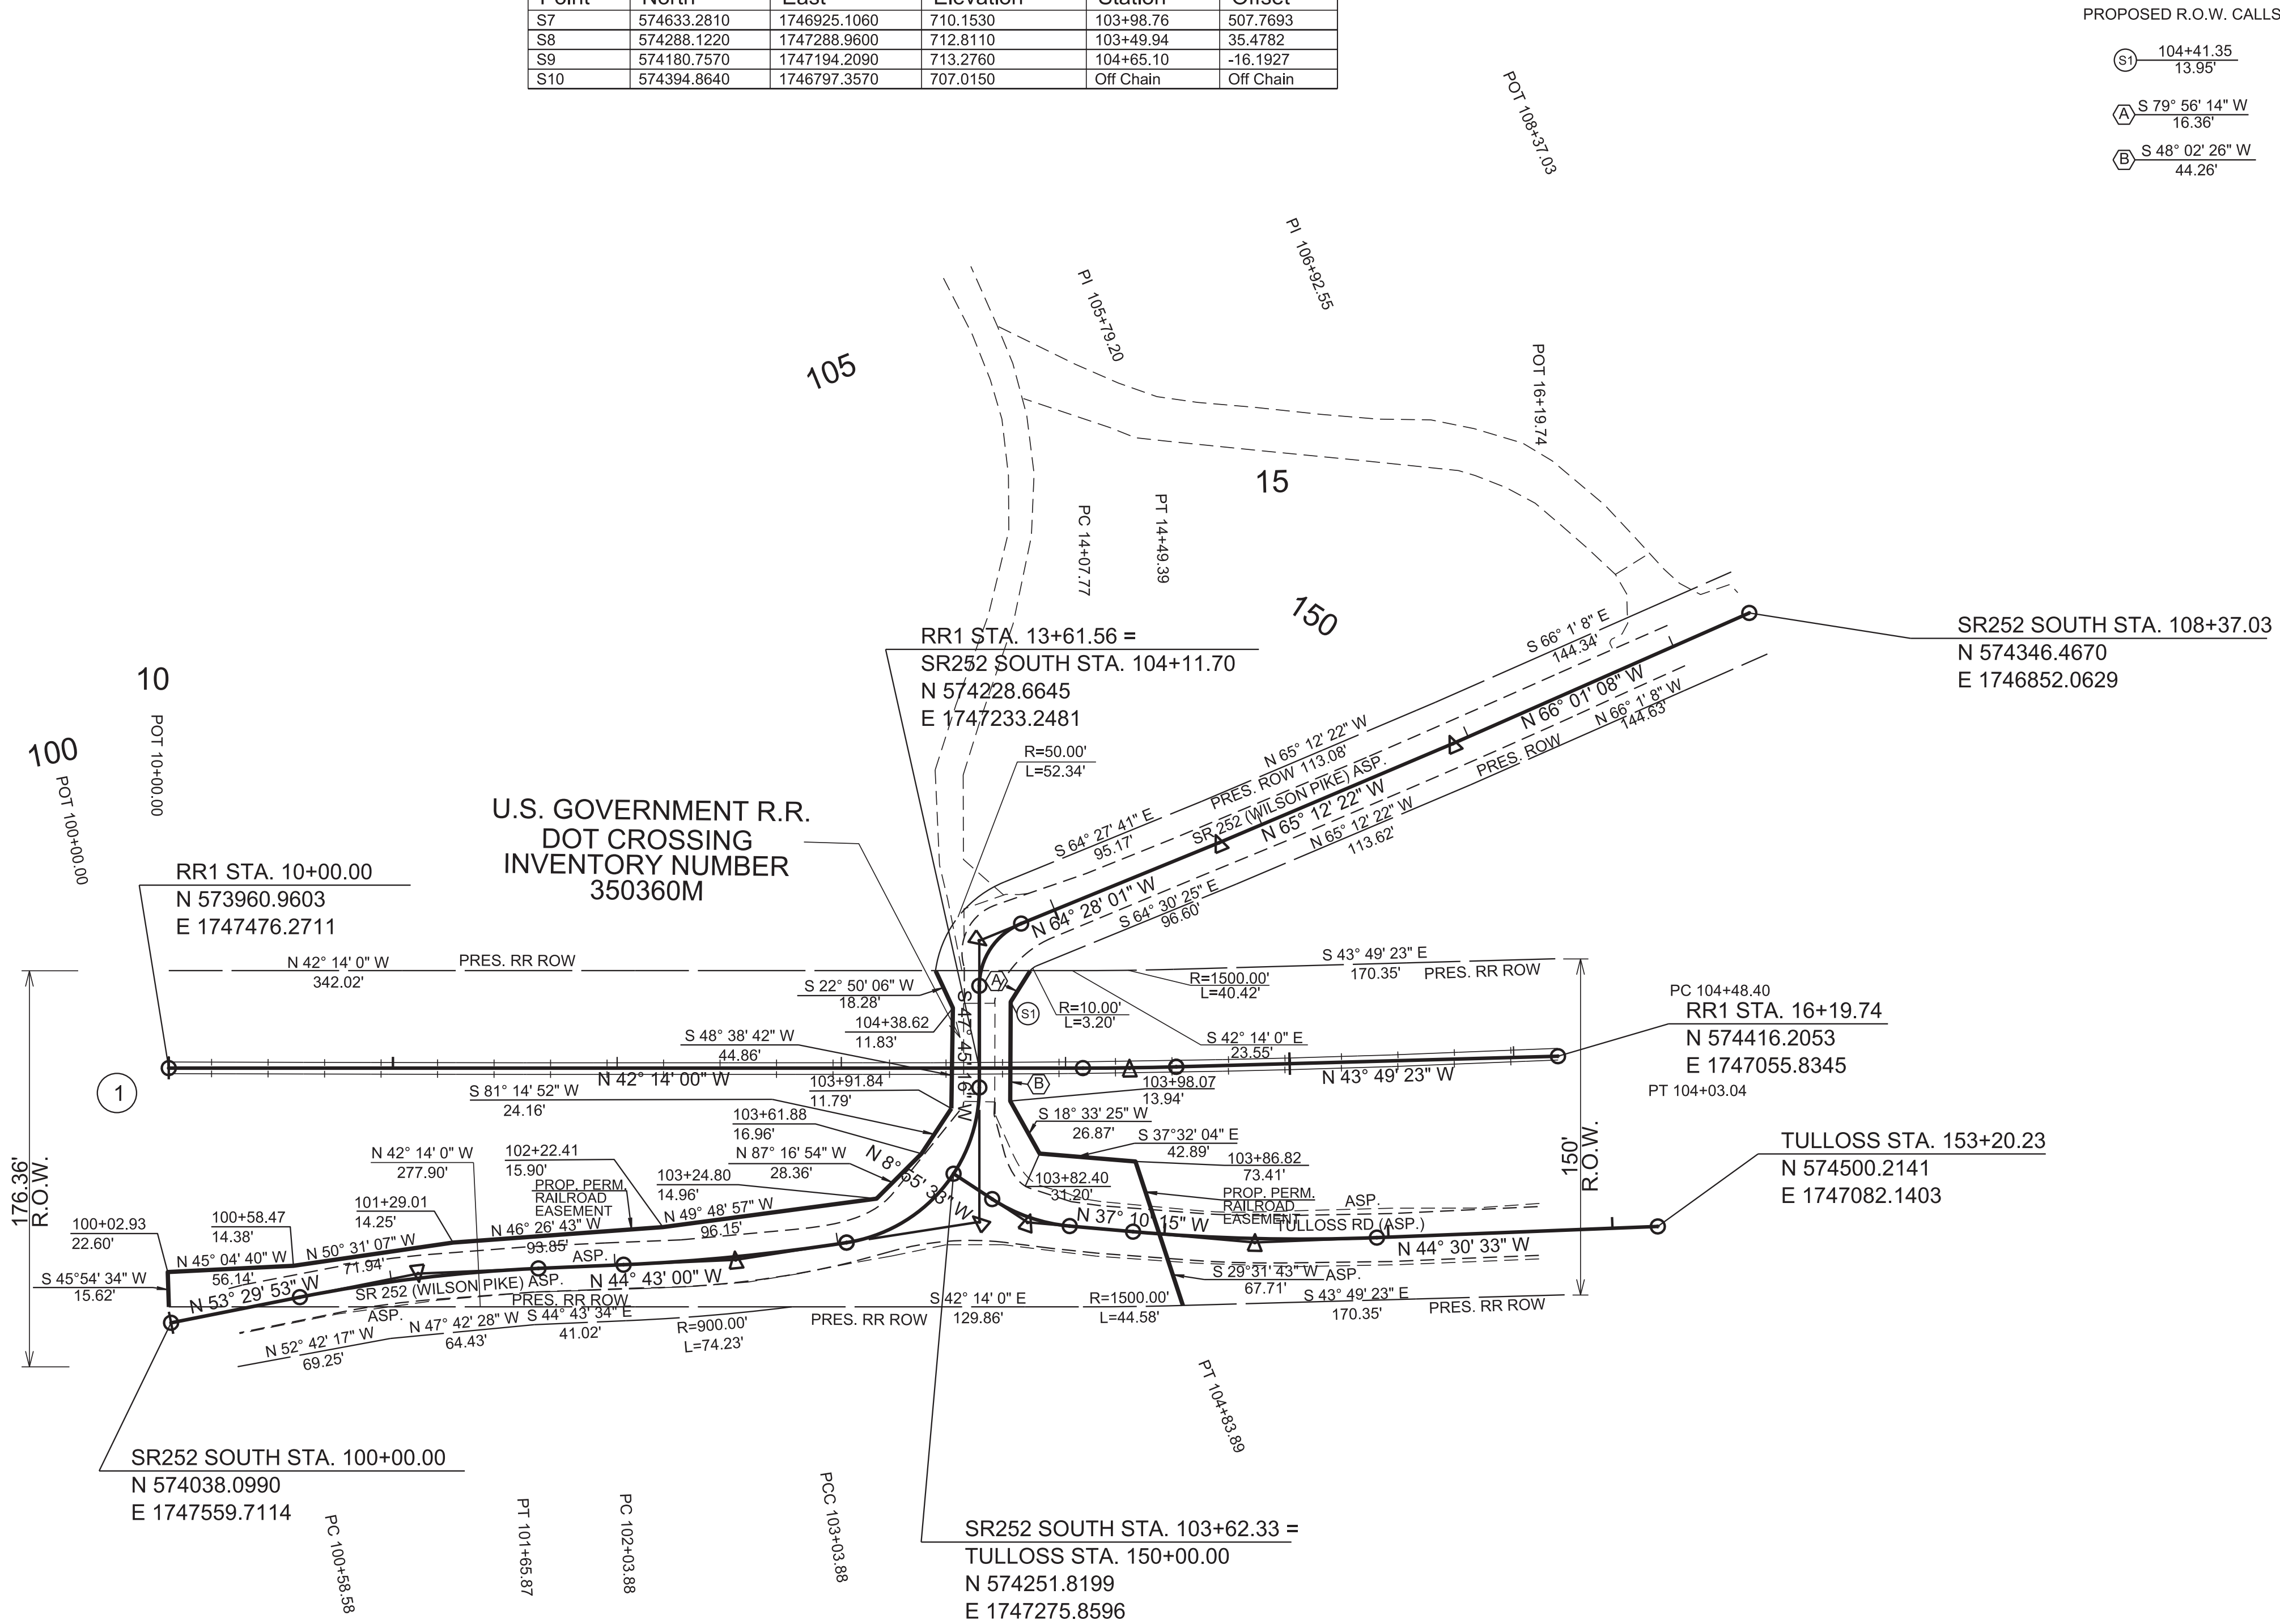 Point North East Elevation Station Offset
S7 574633.2810 1746925.1060 710.1530 103+98.76 507.7693
S8 574288.1220 1747288.9600 712.8110 103+49.94 35.4782
S9 574180.7570 1747194.2090 713.2760 104+65.10 -16.1927
S10 574394.8640 1746797.3570 707.0150 Off Chain Off Chain
PROPOSED R.O.W. CALLS
S1 104+41.35
13.95'
A S 79° 56' 14" W
16.36'
B S 48° 02' 26" W
44.26'
POT 108+37.03
PI 106+92.55
PI 105+79.20
105
POT 16+19.74
15
PC 14+07.77
PT 14+49.39
150
RR1 STA. 13+61.56 =
SR252 SOUTH STA. 104+11.70
N 574228.6645
E 1747233.2481
SR252 SOUTH STA. 108+37.03
N 574346.4670
E 1746852.0629
10
POT 10+00.00
100
POT 100+00.00
R=50.00'
L=52.34'
S 66° 1' 8" E
144.34'
N 66° 01' 08" W
N 66° 1' 8" W
144.63'
N 65° 12' 22" W
PRES. ROW 113.08'
SR 252 (WILSON PIKE) ASP.
PRES. ROW
N 65° 12' 22" W
N 65° 12' 22" W
113.62'
S 64° 27' 41" E
95.17'
N 64° 28' 01" W
S 64° 30' 25" E
96.60'
U.S. GOVERNMENT R.R.
DOT CROSSING
INVENTORY NUMBER
350360M
RR1 STA. 10+00.00
N 573960.9603
E 1747476.2711
N 42° 14' 0" W
342.02'
PRES. RR ROW
S 43° 49' 23" E
170.35'
PRES. RR ROW
R=1500.00'
L=40.42'
S 22° 50' 06" W
18.28'
A
S1
R=10.00'
L=3.20'
104+38.62
11.83'
PC 104+48.40
RR1 STA. 16+19.74
N 574416.2053
E 1747055.8345
PT 104+03.04
S 48° 38' 42" W
44.86'
S 47° 45' 16" W
S 42° 14' 0" E
23.55'
1
N 42° 14' 00" W
N 43° 49' 23" W
B
103+91.84
11.79'
103+98.07
13.94'
S 81° 14' 52" W
24.16'
103+61.88
16.96'
S 18° 33' 25" W
26.87'
S 37°32' 04" E
42.89'
TULLOSS STA. 153+20.23
N 574500.2141
E 1747082.1403
N 42° 14' 0" W
277.90'
102+22.41
15.90'
N 87° 16' 54" W
28.36'
N 8° 55' 33" W
103+86.82
73.41'
176.36'
R.O.W.
150'
R.O.W.
103+24.80
14.96'
103+82.40
31.20'
PROP. PERM.
RAILROAD
EASEMENT
PROP. PERM.
RAILROAD
EASEMENT
ASP.
101+29.01
14.25'
100+58.47
14.38'
100+02.93
22.60'
N 49° 48' 57" W
96.15'
N 46° 26' 43" W
93.85'
N 50° 31' 07" W
71.94'
N 45° 04' 40" W
56.14'
N 37° 10' 15" W
TULLOSS RD (ASP.)
N 44° 30' 33" W
S 45°54' 34" W
15.62'
N 53° 29' 53" W
ASP.
SR 252 (WILSON PIKE) ASP.
N 44° 43' 00" W
S 29°31' 43" W
67.71'
ASP.
PRES. RR ROW
ASP.
N 52° 42' 17" W
69.25'
N 47° 42' 28" W
64.43'
S 44° 43' 34" E
41.02'
R=900.00'
L=74.23'
PRES. RR ROW
S 42° 14' 0" E
129.86'
R=1500.00'
L=44.58'
S 43° 49' 23" E
170.35'
PRES. RR ROW
PT 104+83.89
SR252 SOUTH STA. 100+00.00
N 574038.0990
E 1747559.7114
PC 100+58.58
PT 101+65.87
PC 102+03.88
PCC 103+03.88
SR252 SOUTH STA. 103+62.33 =
TULLOSS STA. 150+00.00
N 574251.8199
E 1747275.8596